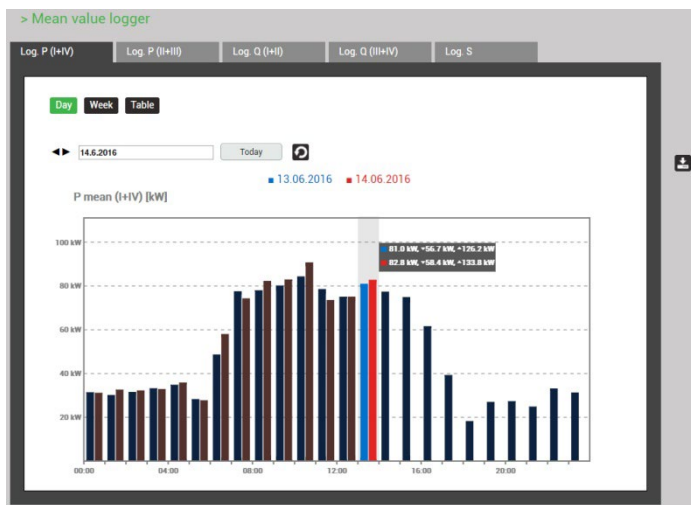 > Mean value logger
Log. P (I+IV) Log. P (II+III) Log. Q (I+II) Log. Q (III+IV) Log. S
Day Week Table
14.6.2016 Today
13.06.2016 14.06.2016
P mean (I+IV) [kW]
100 kW
81.0 kW, -56.7 kW, +126.2 kW
82.8 kW, -58.4 kW, +133.8 kW
80 kW
60 kW
40 kW
20 kW
00:00 04:00 08:00 12:00 16:00 20:00